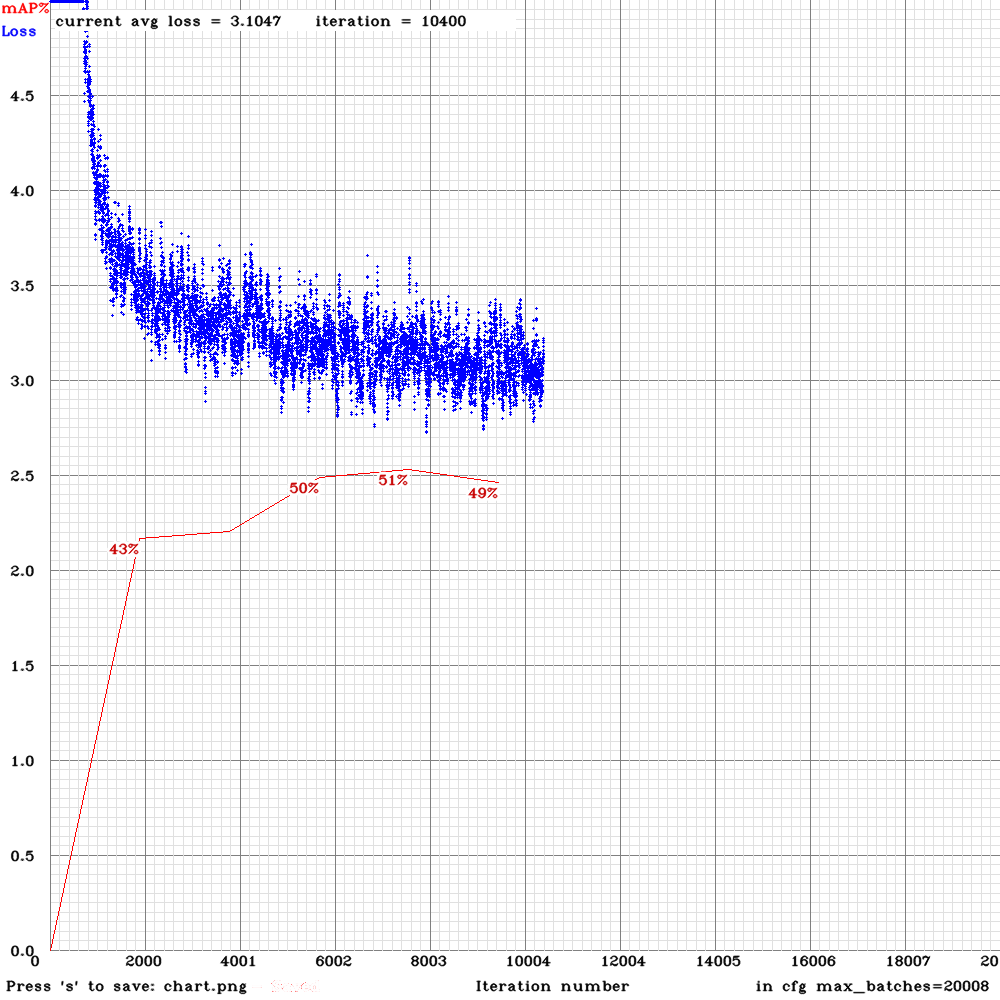 mAP%
current avg loss = 3.1047 iteration = 10400
Loss
4.5
4.0
3.5
3.0
2.5
50%
51%
49%
43%
2.0
1.5
1.0
0.5
0.0
0 2000 4001 6002 8003 10004 12004 14005 16006 18007 20
Press 's' to save: chart.png Iteration number in cfg max_batches=20008